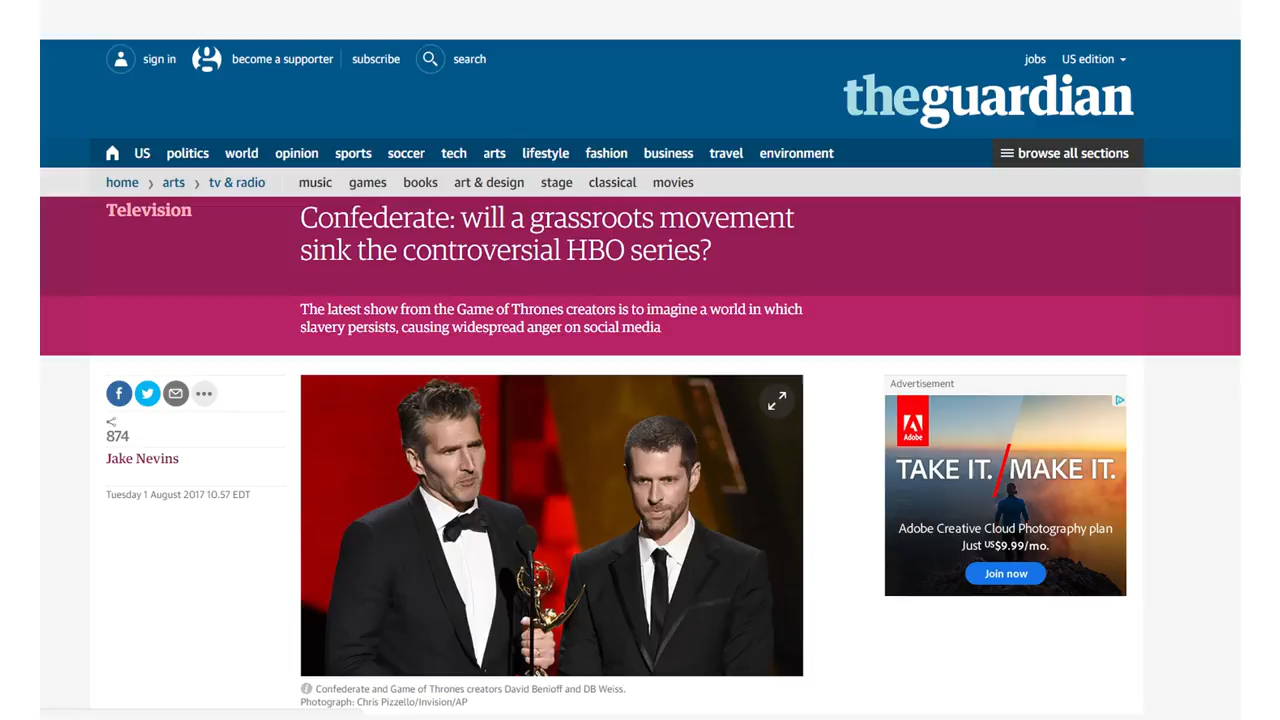 sign in
become a supporter
subscribe
search
jobs
US edition
theguardian
US politics world opinion sports soccer tech arts lifestyle fashion business travel environment
browse all sections
home arts tv & radio music games books art & design stage classical movies
Television
Confederate: will a grassroots movement
sink the controversial HBO series?
The latest show from the Game of Thrones creators is to imagine a world in which
slavery persists, causing widespread anger on social media
874
Jake Nevins
Tuesday 1 August 2017 10.57 EDT
Confederate and Game of Thrones creators David Benioff and DB Weiss.
Photograph: Chris Pizzello/Invision/AP
Advertisement
Adobe
TAKE IT. / MAKE IT.
Adobe Creative Cloud Photography plan
Just US$9.99/mo.
Join now